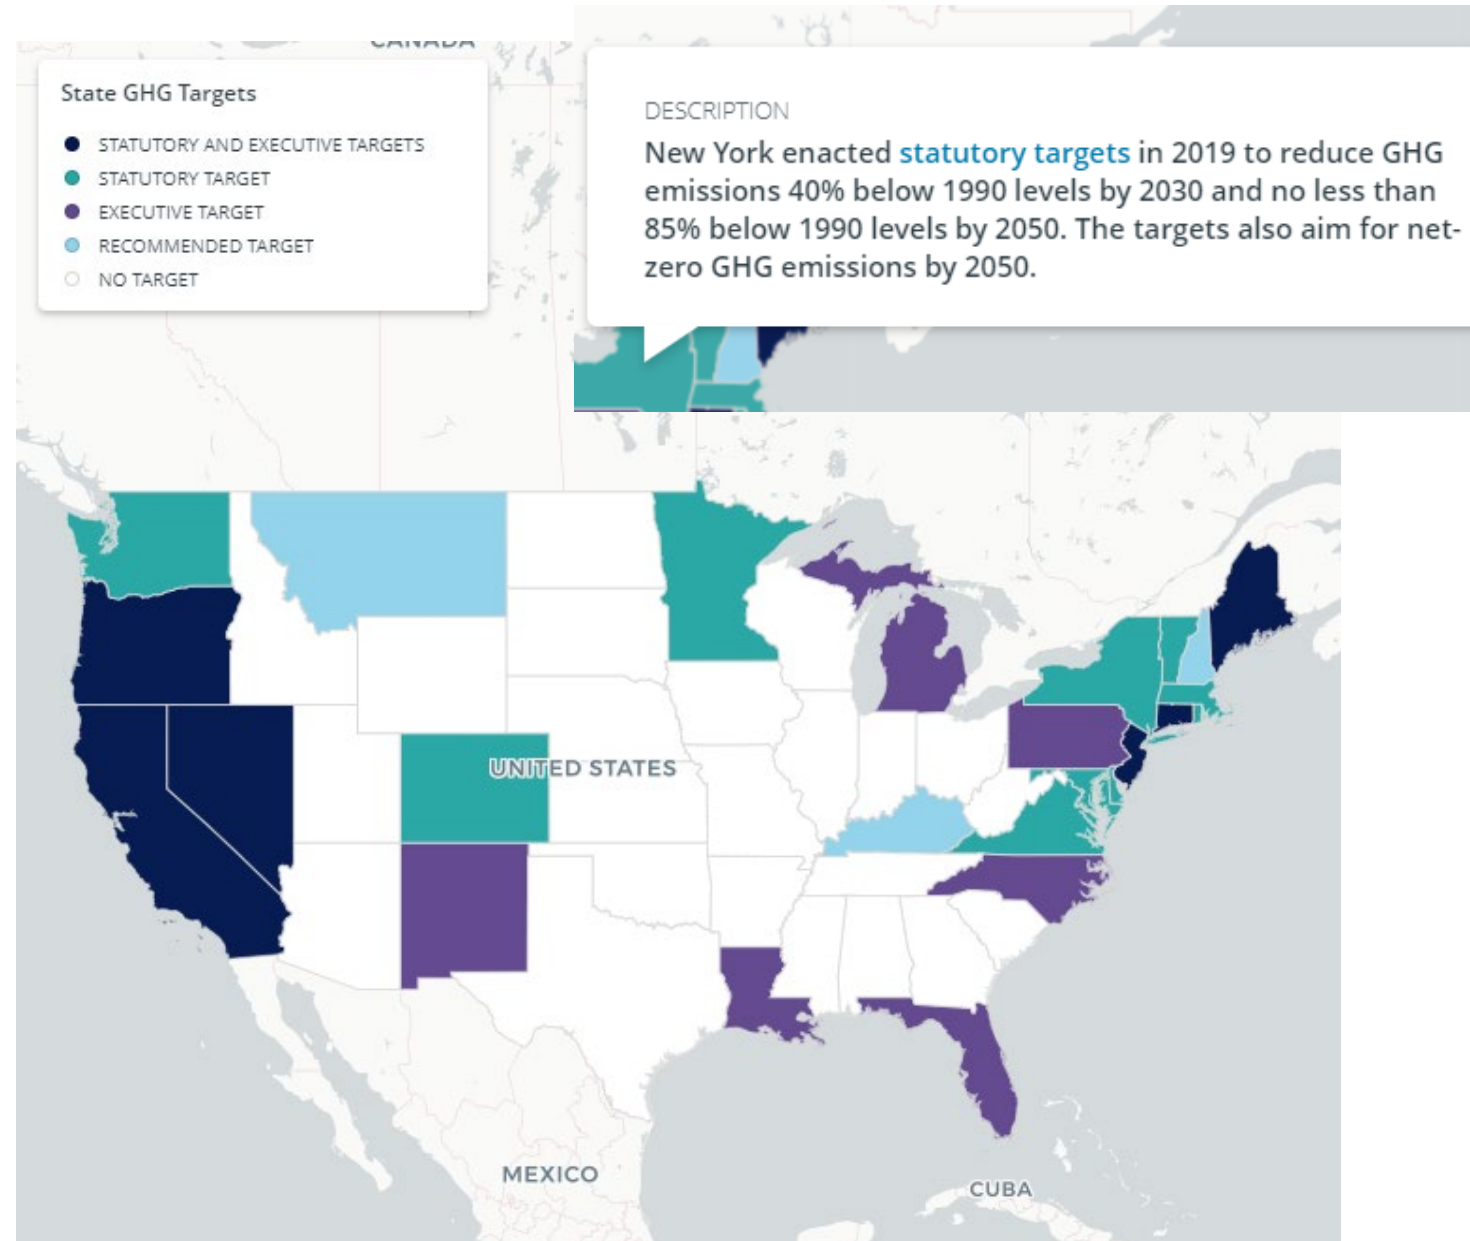 CANADA
State GHG Targets
STATUTORY AND EXECUTIVE TARGETS
STATUTORY TARGET
EXECUTIVE TARGET
RECOMMENDED TARGET
NO TARGET
DESCRIPTION
New York enacted statutory targets in 2019 to reduce GHG
emissions 40% below 1990 levels by 2030 and no less than
85% below 1990 levels by 2050. The targets also aim for net-
zero GHG emissions by 2050.
UNITED STATES
MEXICO
CUBA